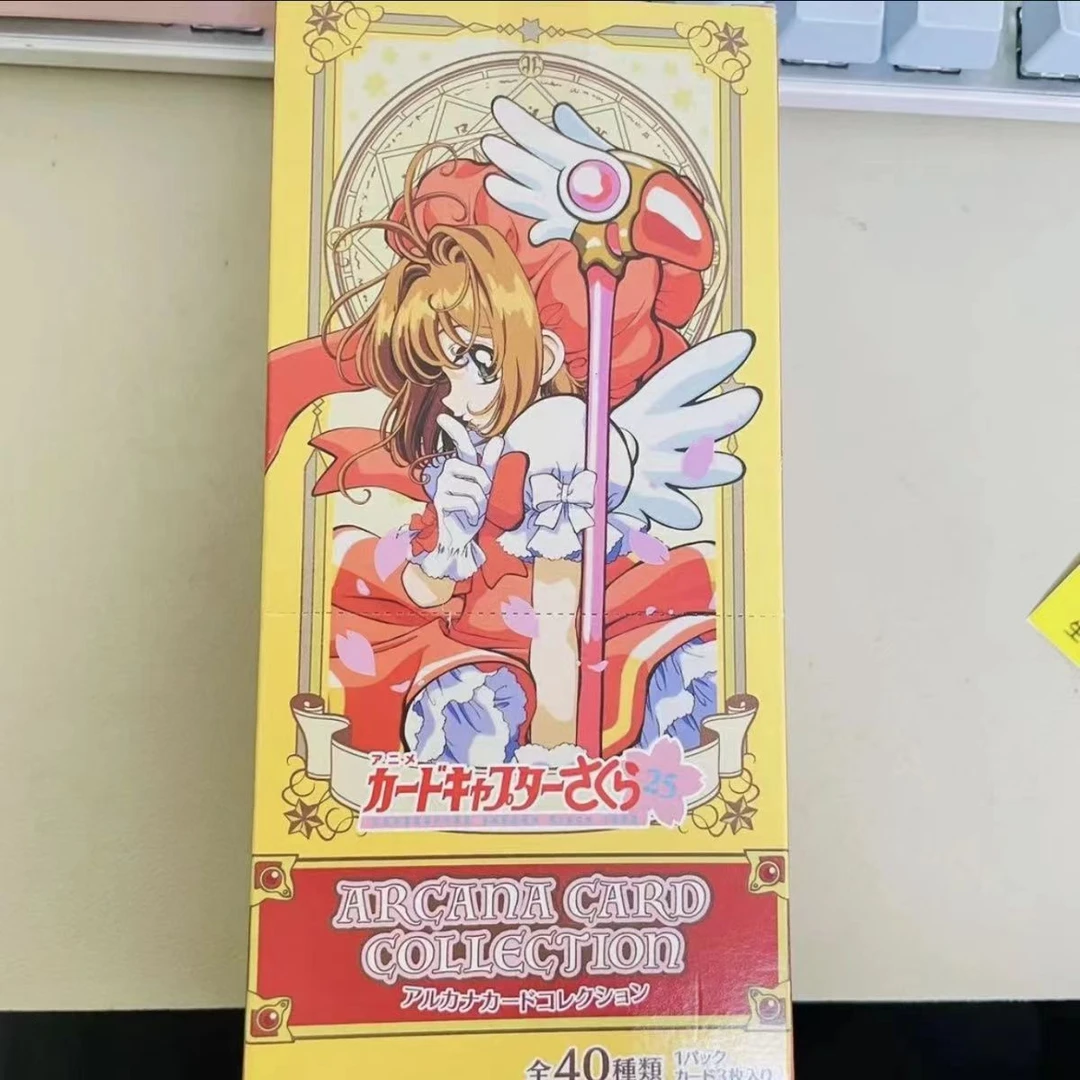 アニメ
カードキャプターさくら 25
ARCANA CARD
COLLECTION
アルカナカードコレクション
全40種類
1パック
カード3枚入り